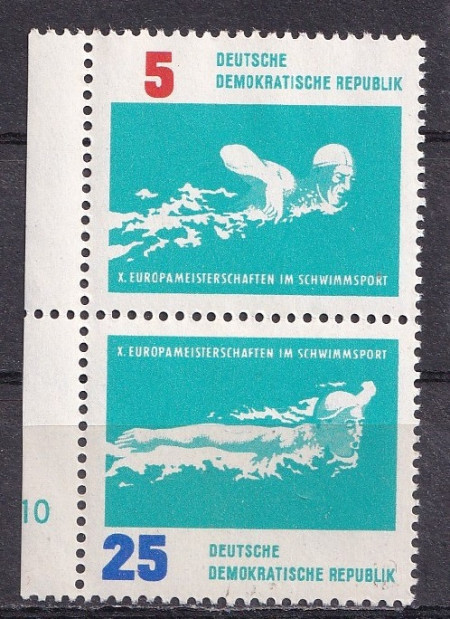 5
DEUTSCHE
DEMOKRATISCHE REPUBLIK
X. EUROPAMEISTERSCHAFTEN IM SCHWIMMSPORT
X. EUROPAMEISTERSCHAFTEN IM SCHWIMMSPORT
10
25
DEUTSCHE
DEMOKRATISCHE REPUBLIK